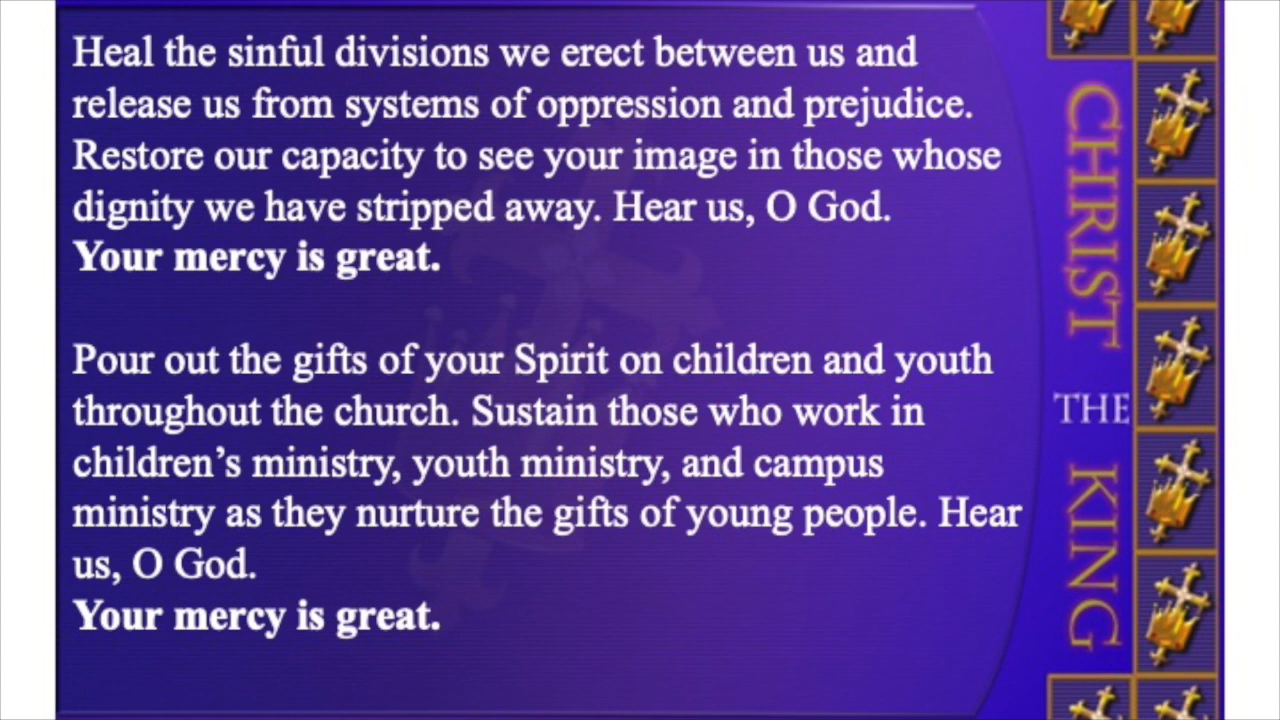 Heal the sinful divisions we erect between us and
release us from systems of oppression and prejudice.
Restore our capacity to see your image in those whose
dignity we have stripped away. Hear us, O God.
Your mercy is great.
Pour out the gifts of your Spirit on children and youth
throughout the church. Sustain those who work in
children’s ministry, youth ministry, and campus
ministry as they nurture the gifts of young people. Hear
us, O God.
Your mercy is great.
CHRIST
THE
KING